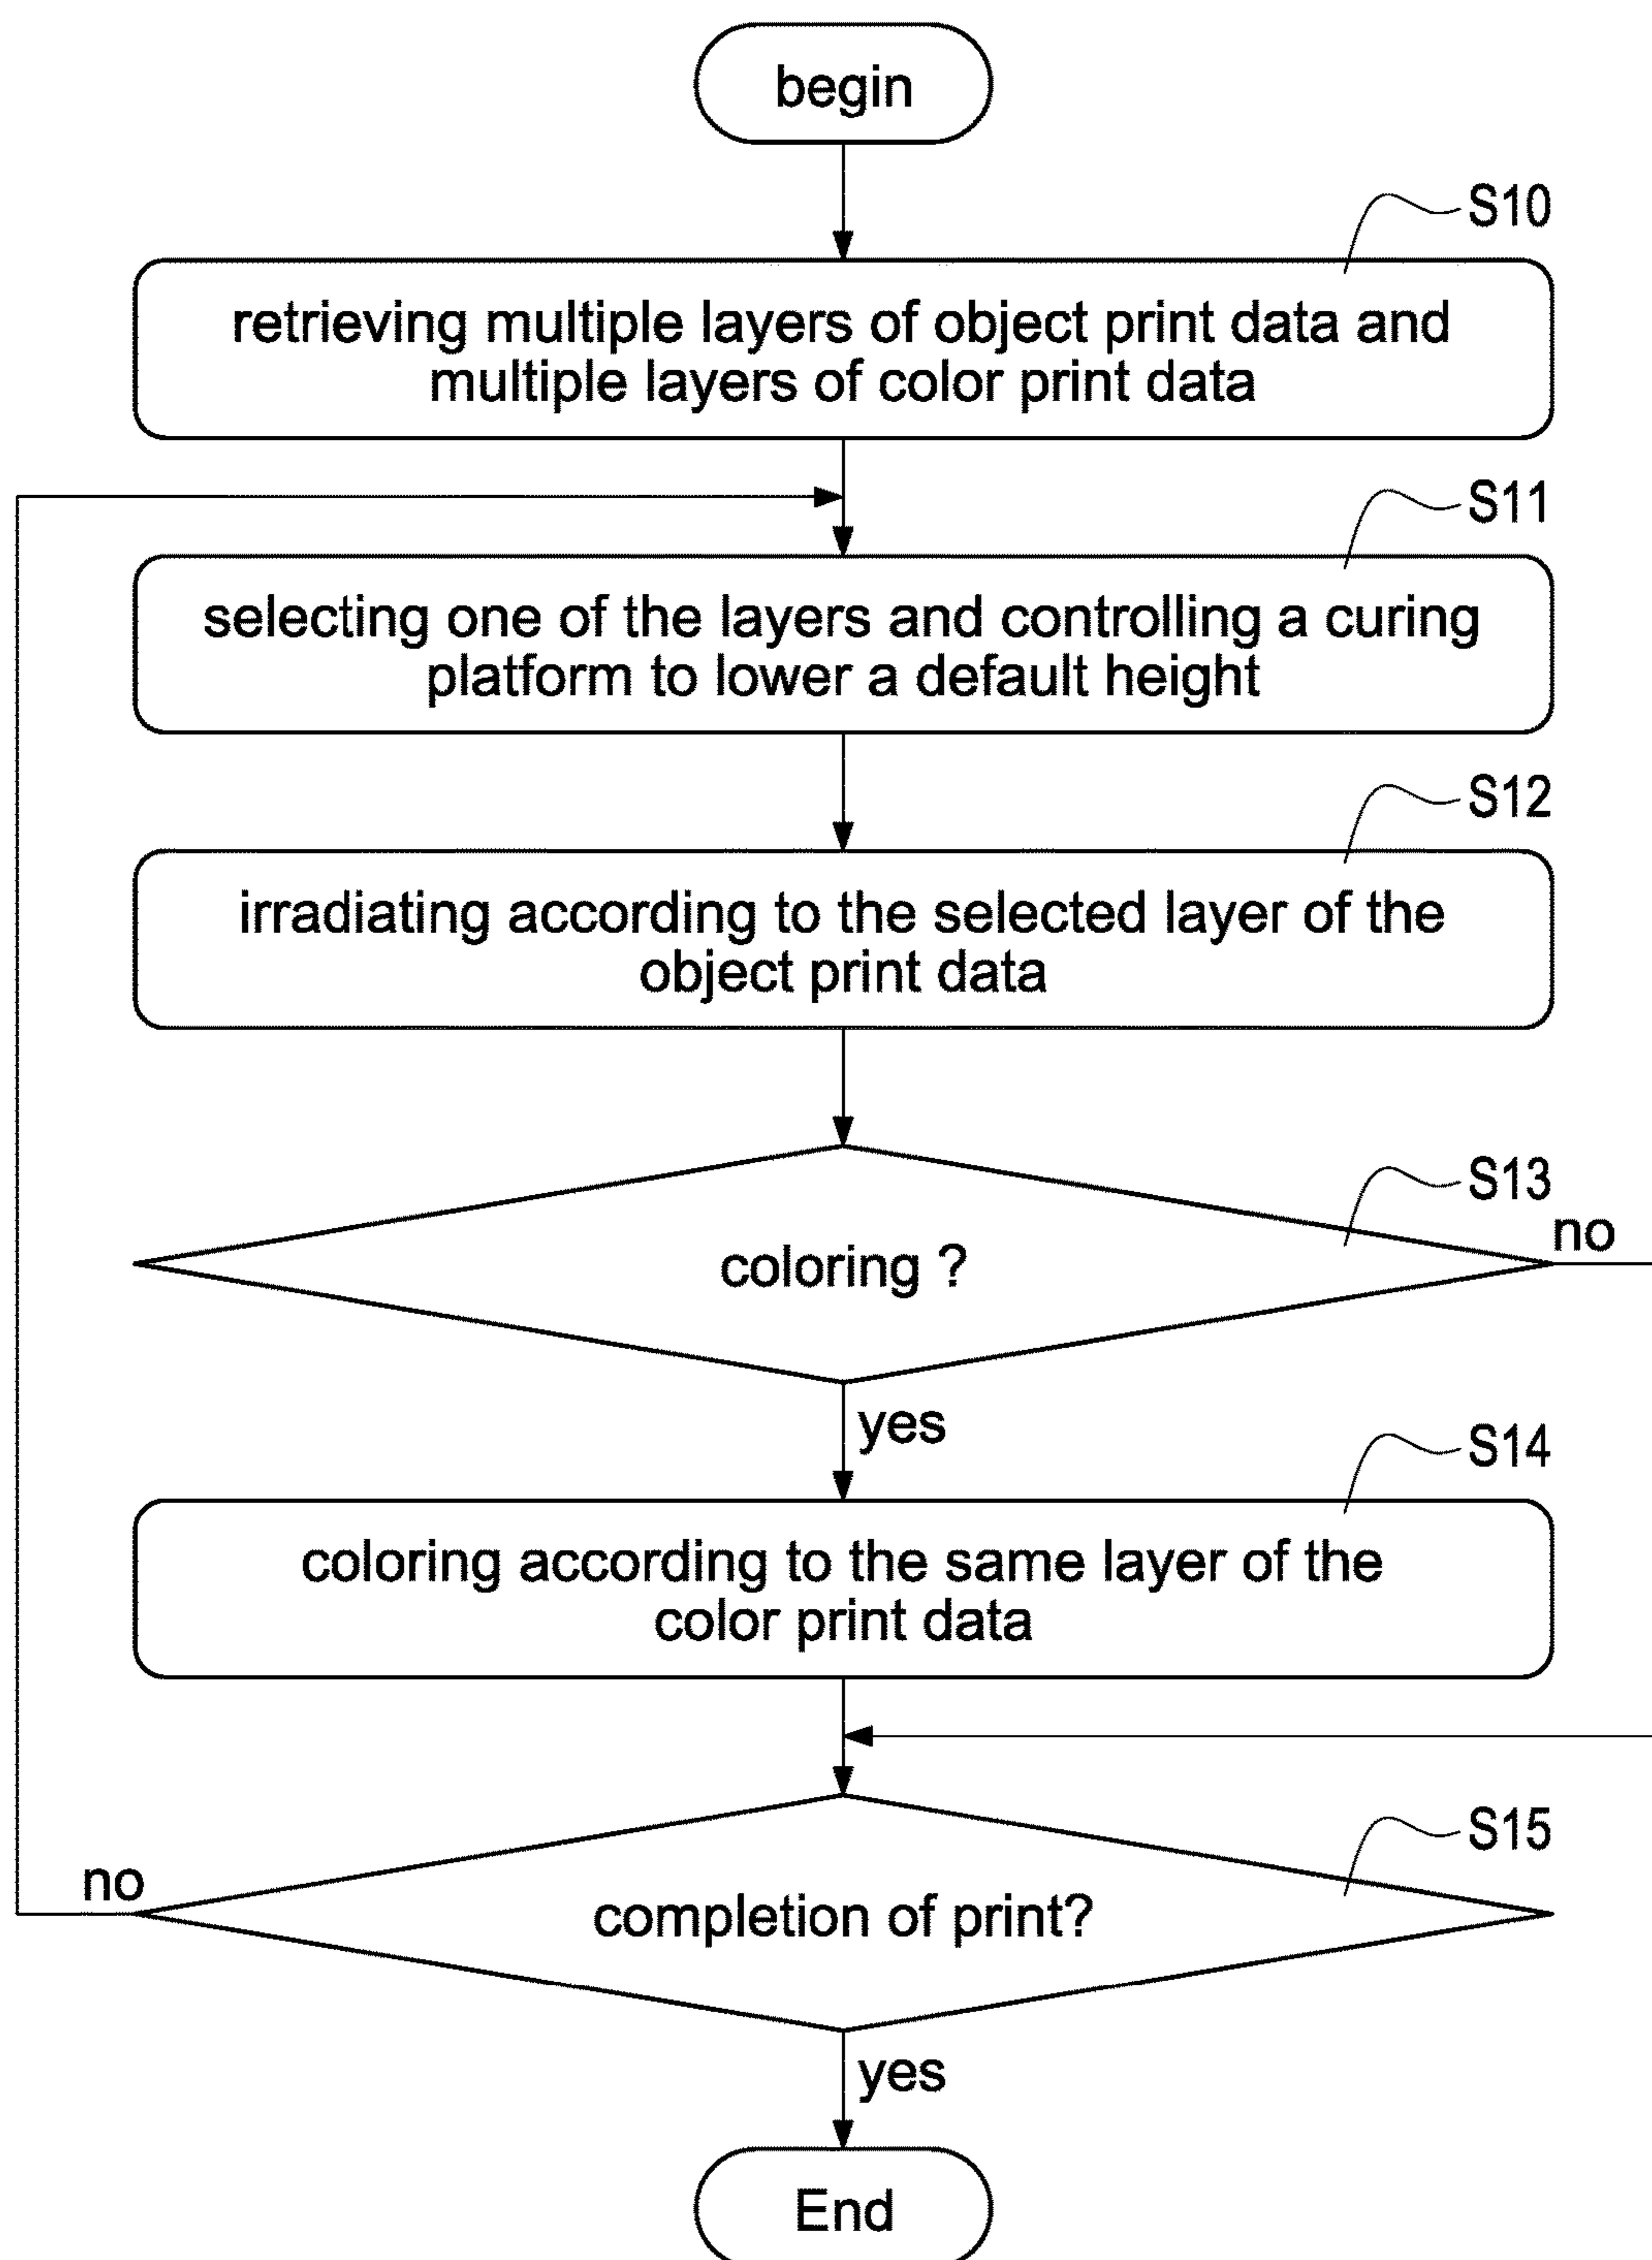 begin
S10
retrieving multiple layers of object print data and
multiple layers of color print data
S11
selecting one of the layers and controlling a curing
platform to lower a default height
S12
irradiating according to the selected layer of the
object print data
S13
no
coloring ?
yes
S14
coloring according to the same layer of the
color print data
S15
no
completion of print?
yes
End